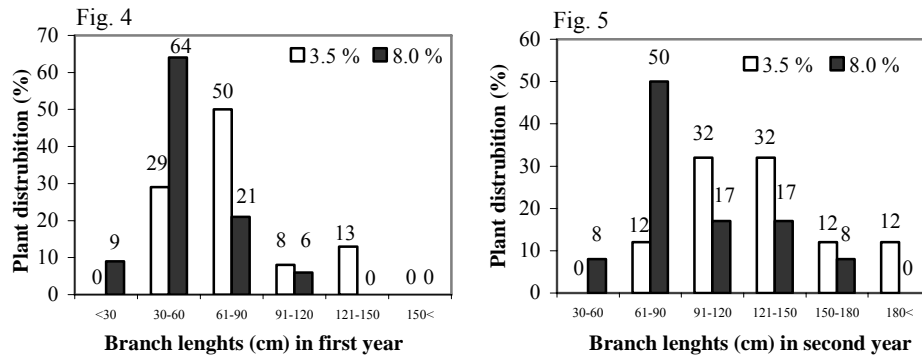 Fig. 4
Plant distrubition (%)
70
60
50
40
30
20
10
0
3.5 % 8.0 %
0 9 29 64 50 21 8 6 13 0 0 0
<30 30-60 61-90 91-120 121-150 150<
Branch lenghts (cm) in first year
Fig. 5
Plant distrubition (%)
60
50
40
30
20
10
0
3.5 % 8.0 %
0 8 12 50 32 17 32 17 12 8 12 0
30-60 61-90 91-120 121-150 150-180 180<
Branch lenghts (cm) in second year